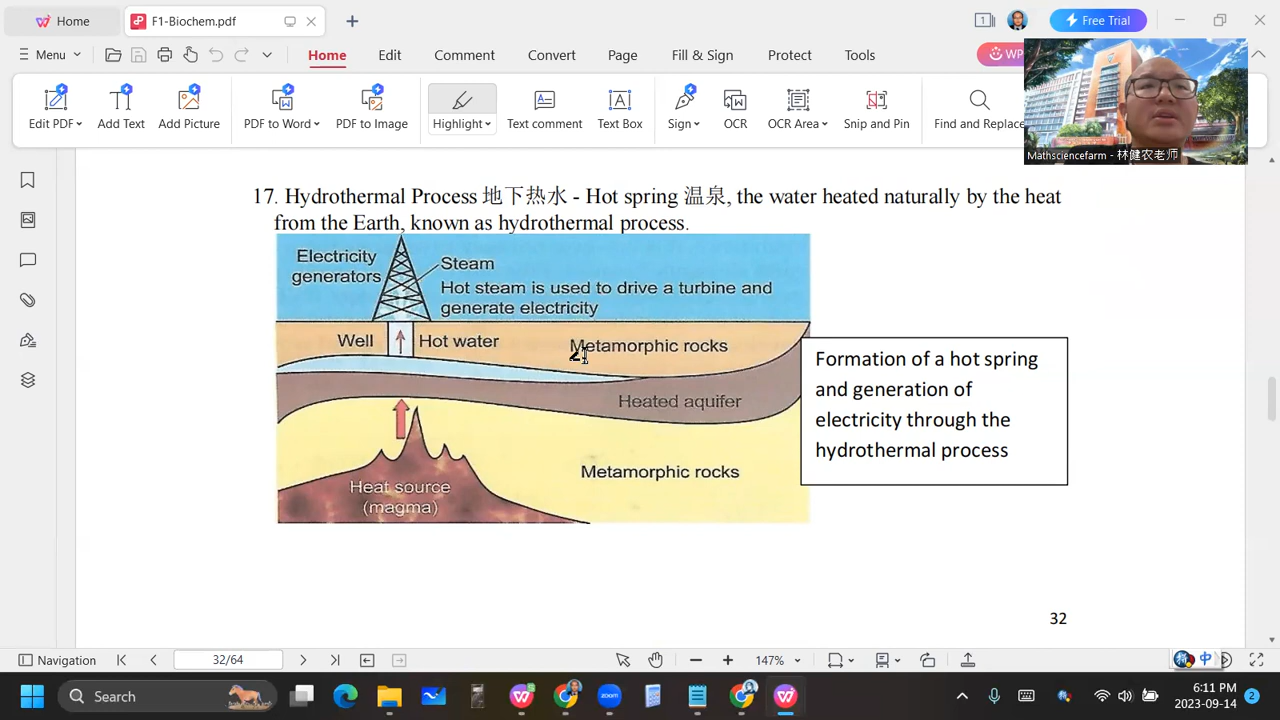 Home
F1-Biochem.pdf
1
Free Trial
Menu
Home
Edit
Comment
Convert
Page
Fill & Sign
Protect
Tools
WP
Edit PDF
Add Text
Add Picture
PDF to Word
PDF to Image
Highlight
Text comment
Text Box
Sign
OCR
OCR Area
Snip and Pin
Find and Replace
Mathsciencefarm - 林健农老师
17. Hydrothermal Process 地下热水 - Hot spring 温泉, the water heated naturally by the heat
from the Earth, known as hydrothermal process.
Electricity
generators
Steam
Hot steam is used to drive a turbine and
generate electricity
Well
Hot water
Metamorphic rocks
Heated aquifer
Metamorphic rocks
Heat source
(magma)
Formation of a hot spring
and generation of
electricity through the
hydrothermal process
32
Navigation
32/64
147%
中
Search
6:11 PM
2023-09-14
2